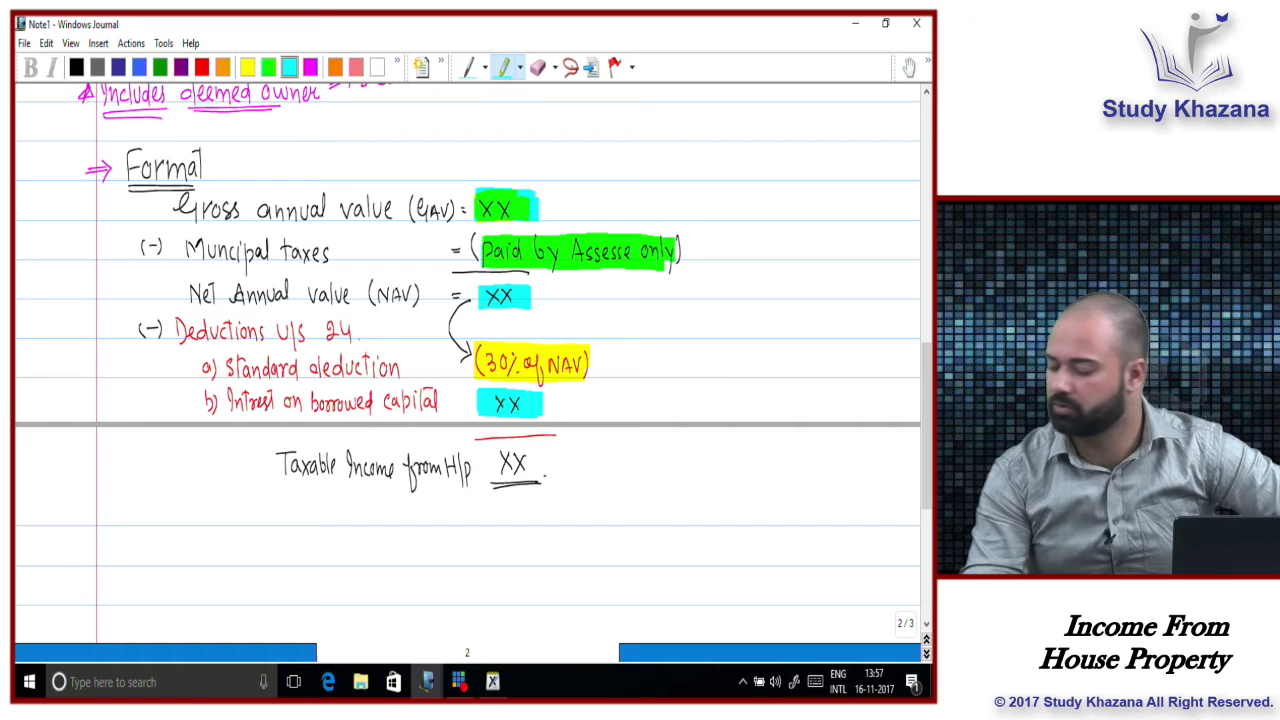 Note1 - Windows Journal
File Edit View Insert Actions Tools Help
Includes deemed owner
Format
Gross annual value (GAV) = XX
(-) Muncipal taxes = (paid by Assesse only)
Net Annual value (NAV) = XX
(-) Deductions U/s 24.
a) Standard deduction (30% of NAV)
b) Intrest on borrowed capital XX
Taxable Income from H/p XX.
2/3
2
Type here to search
ENG
INTL
13:57
16-11-2017
1
Study Khazana
Income From
House Property
© 2017 Study Khazana All Right Reserved.